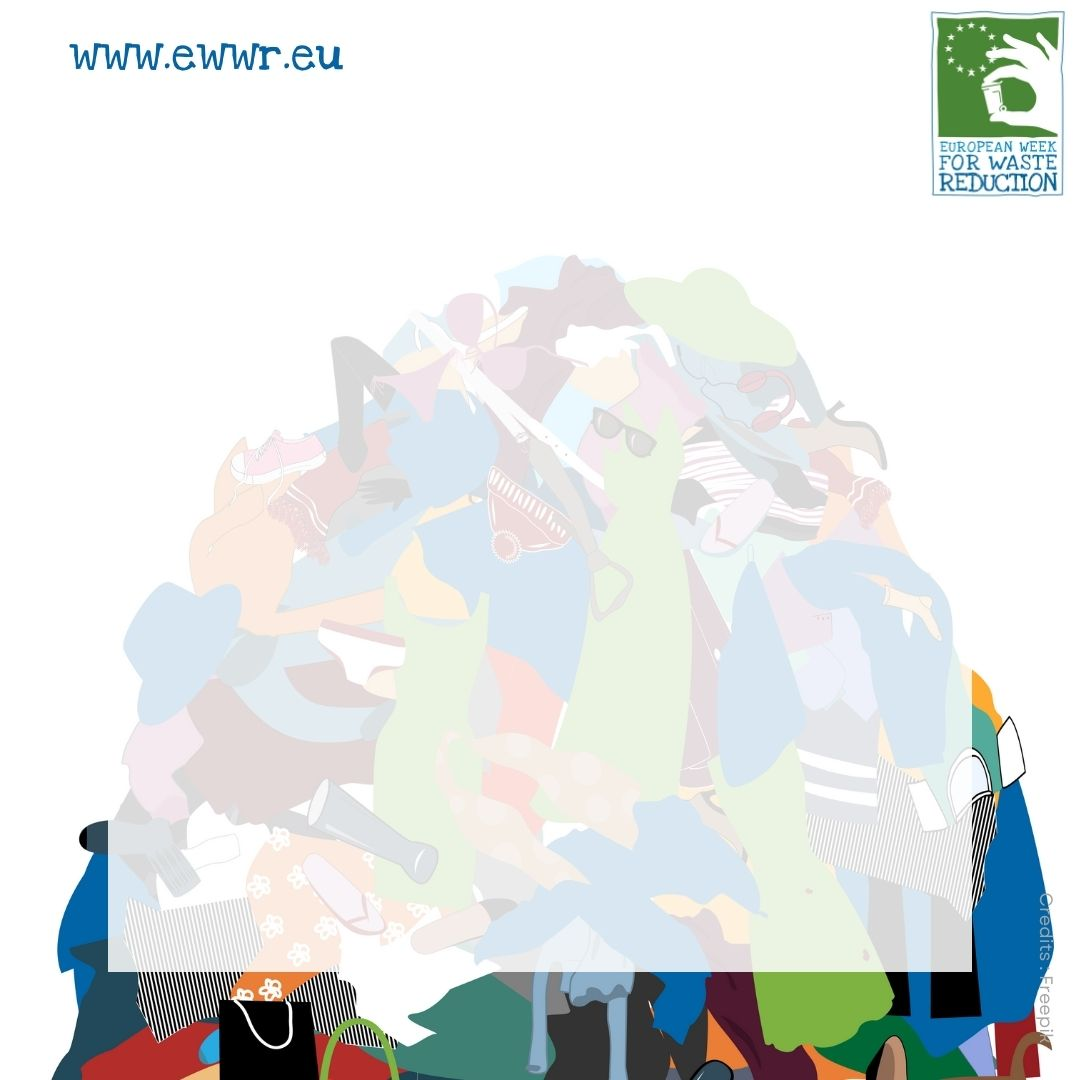 www.ewwr.eu
EUROPEAN WEEK
FOR WASTE
REDUCTION
Credits . Freepik